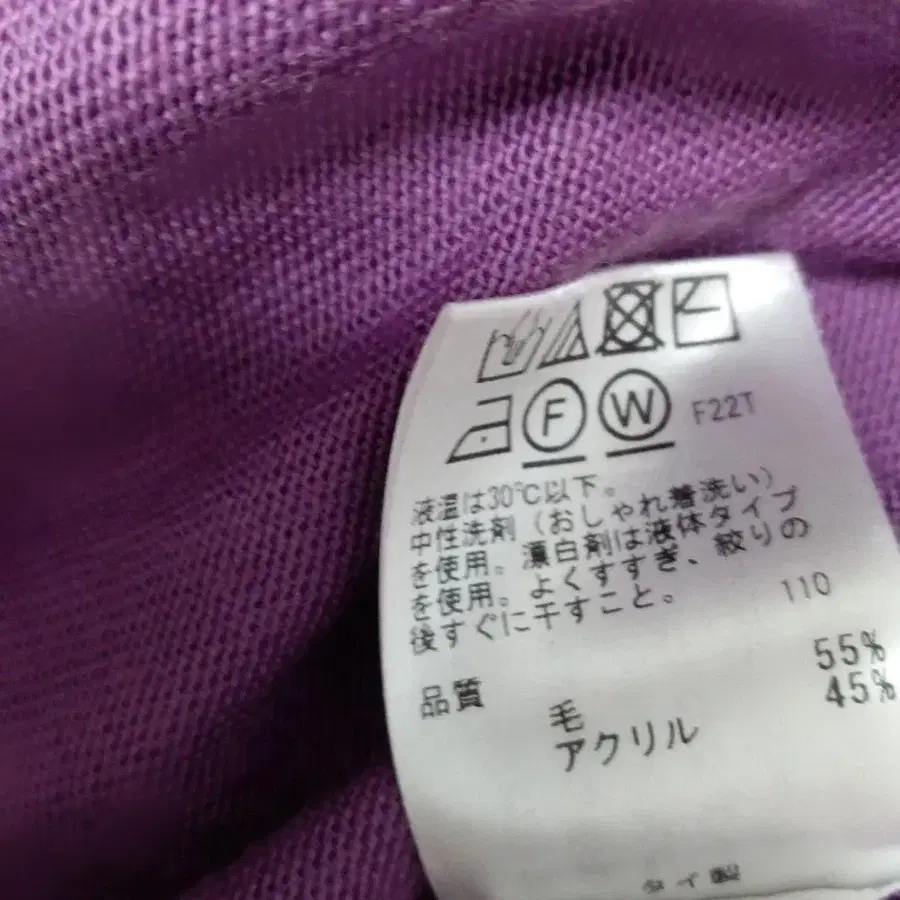 F W F22T
液温は30℃以下。
中性洗剤（おしゃれ着洗い）
を使用。漂白剤は液体タイプ
を使用。よくすすぎ、絞りの
後すぐに干すこと。 110
品質
毛 55%
アクリル 45%
タイ製